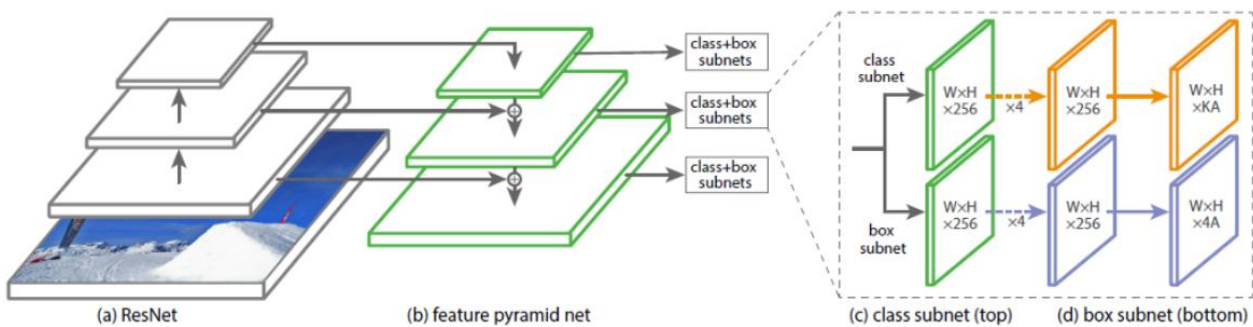 class+box
subnets
class+box
subnets
class+box
subnets
class
subnet
W×H
×256
×4
W×H
×256
W×H
×KA
box
subnet
W×H
×256
×4
W×H
×256
W×H
×4A
(a) ResNet
(b) feature pyramid net
(c) class subnet (top)
(d) box subnet (bottom)